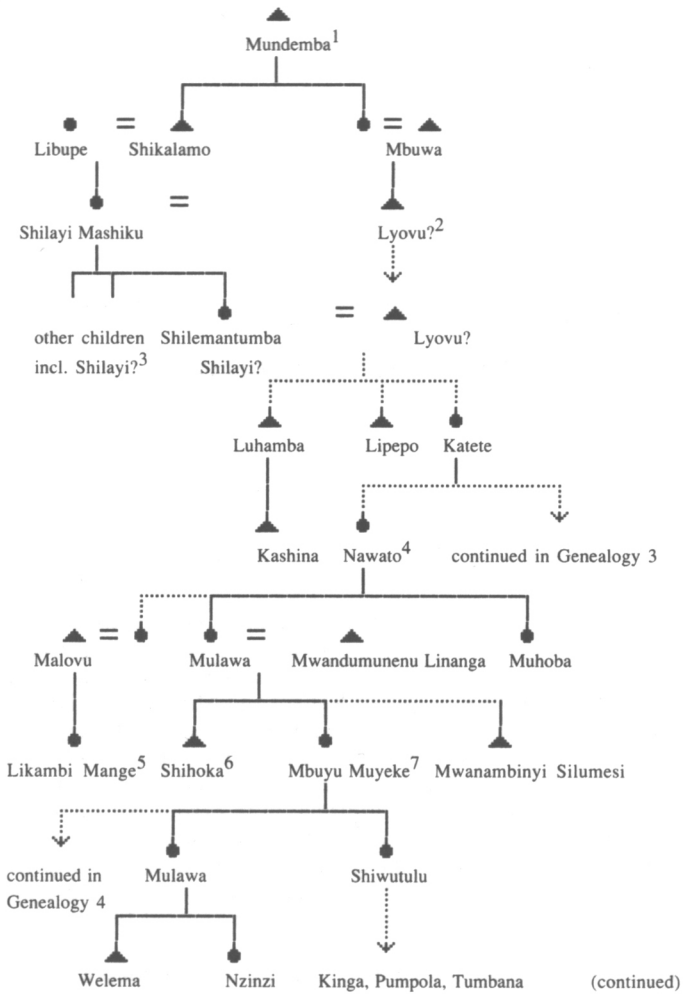 Mundemba1
= =
Libupe Shikalamo Mbuwa
=
Shilayi Mashiku Lyovu?2
=
other children Shilemantumba Lyovu?
incl. Shilayi?3 Shilayi?
Luhamba Lipepo Katete
Kashina Nawato4 continued in Genealogy 3
= =
Malovu Mulawa Mwandumunenu Linanga Muhoba
Likambi Mange5 Shihoka6 Mbuyu Muyeke7 Mwanambinyi Silumesi
continued in Mulawa Shiwutulu
Genealogy 4
Welema Nzinzi Kinga, Pumpola, Tumbana (continued)